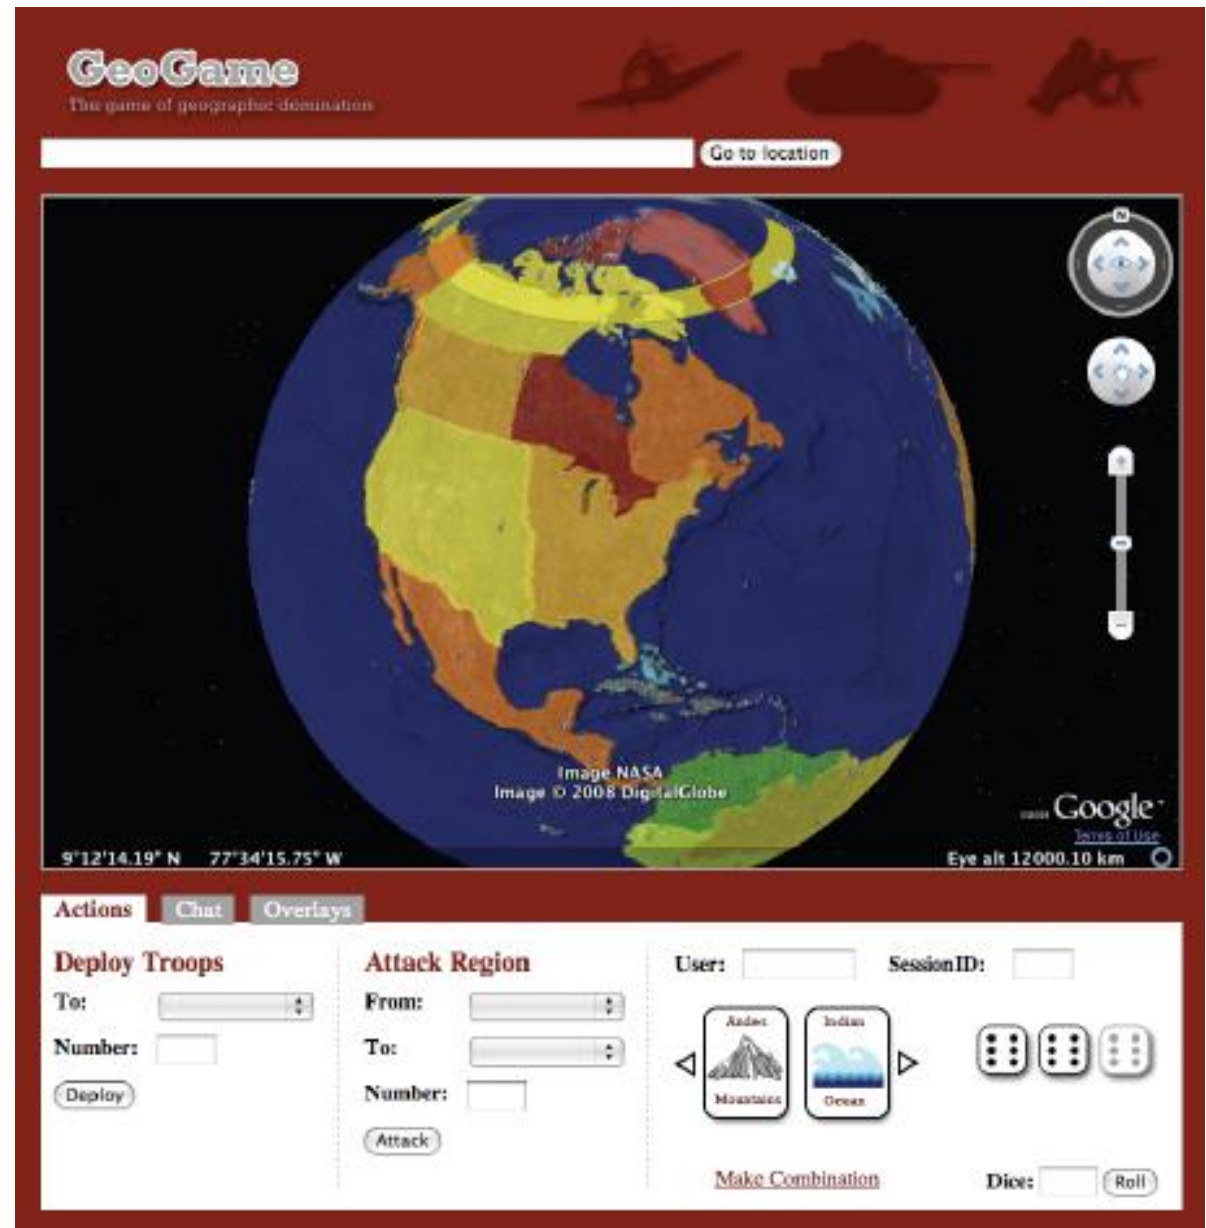 GeoGame
The game of geographic domination
Go to location
N
Image NASA
Image © 2008 DigitalGlobe
Google
Terms of Use
9°12'14.19" N 77°34'15.75" W
Eye alt 12000.10 km
Actions Chat Overlays
Deploy Troops
To:
Number:
Deploy
Attack Region
From:
To:
Number:
Attack
User: SessionID:
Andes
Mountains
Indian
Ocean
Make Combination
Dice: Roll